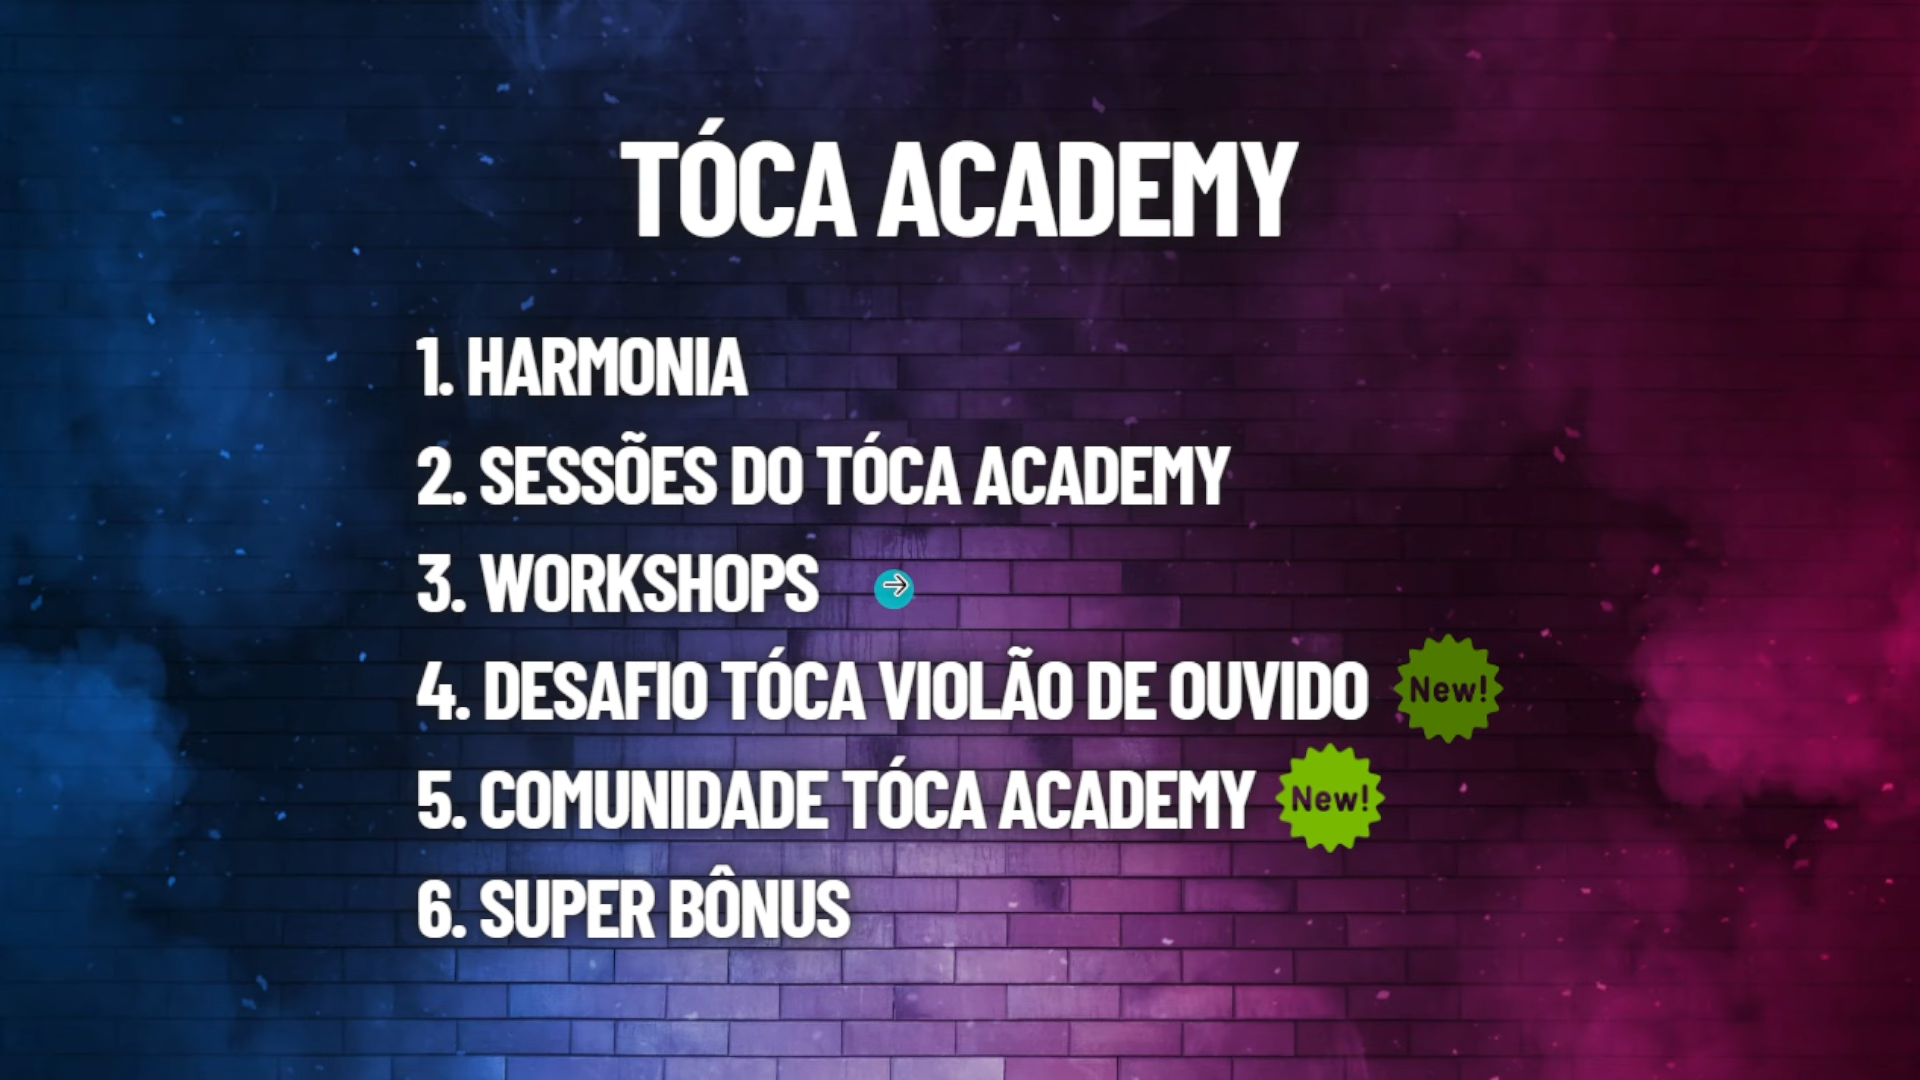 TÓCA ACADEMY
1. HARMONIA
2. SESSÕES DO TÓCA ACADEMY
3. WORKSHOPS
4. DESAFIO TÓCA VIOLÃO DE OUVIDO New!
5. COMUNIDADE TÓCA ACADEMY New!
6. SUPER BÔNUS